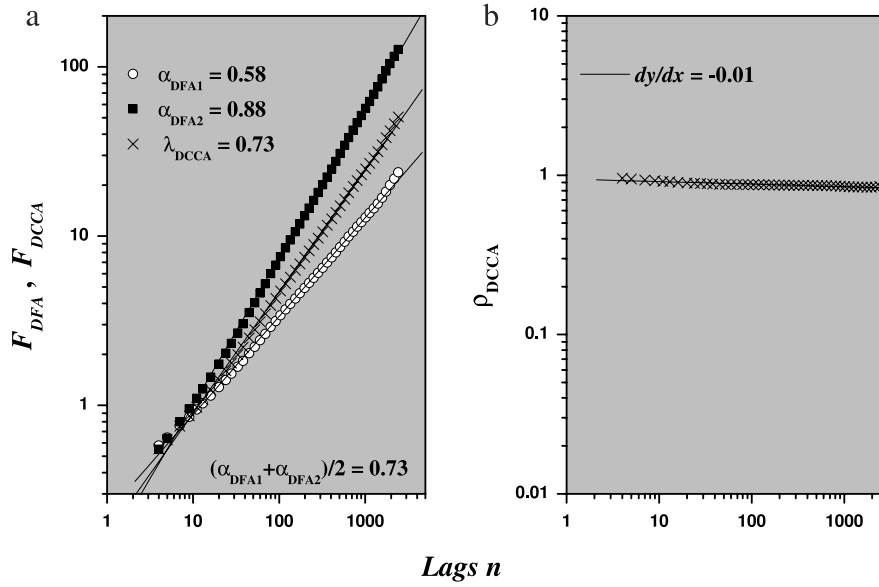 a
α_DFA1 = 0.58
α_DFA2 = 0.88
λ_DCCA = 0.73
(α_DFA1+α_DFA2)/2 = 0.73
F_DFA , F_DCCA
100
10
1
1 10 100 1000
b
dy/dx = -0.01
ρ_DCCA
10
1
0.1
0.01
1 10 100 1000
Lags n